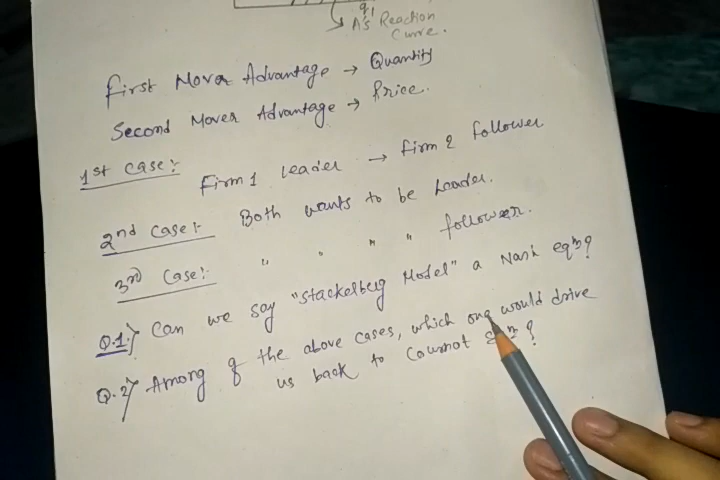 q1
A's Reaction
Curve.
First Mover Advantage → Quantity
Second Mover Advantage → Price.
1st Case:- Firm 1 leader → Firm 2 follower
2nd Case:- Both wants to be Leader.
3rd Case:- " " " " follower.
Q.1:) Can we say "Stackelberg Model" a Nash eqm?
Q.2) Among of the above cases, which one would drive
us back to Cournot Eqm?